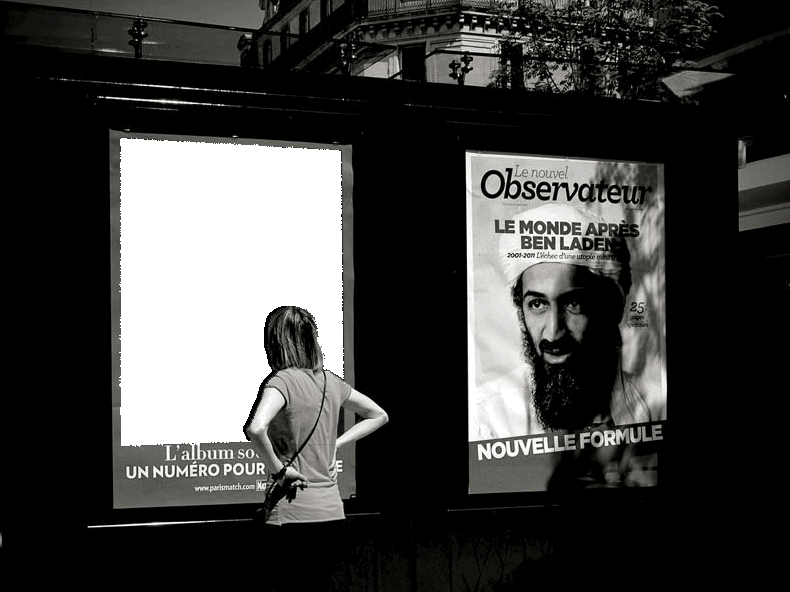 L'album so
UN NUMÉRO POUR E
www.parismatch.com
Le nouvel
Observateur
LE MONDE APRÈS
BEN LADEN
2001-2011 L'échec d'une utopie
25
pages
NOUVELLE FORMULE